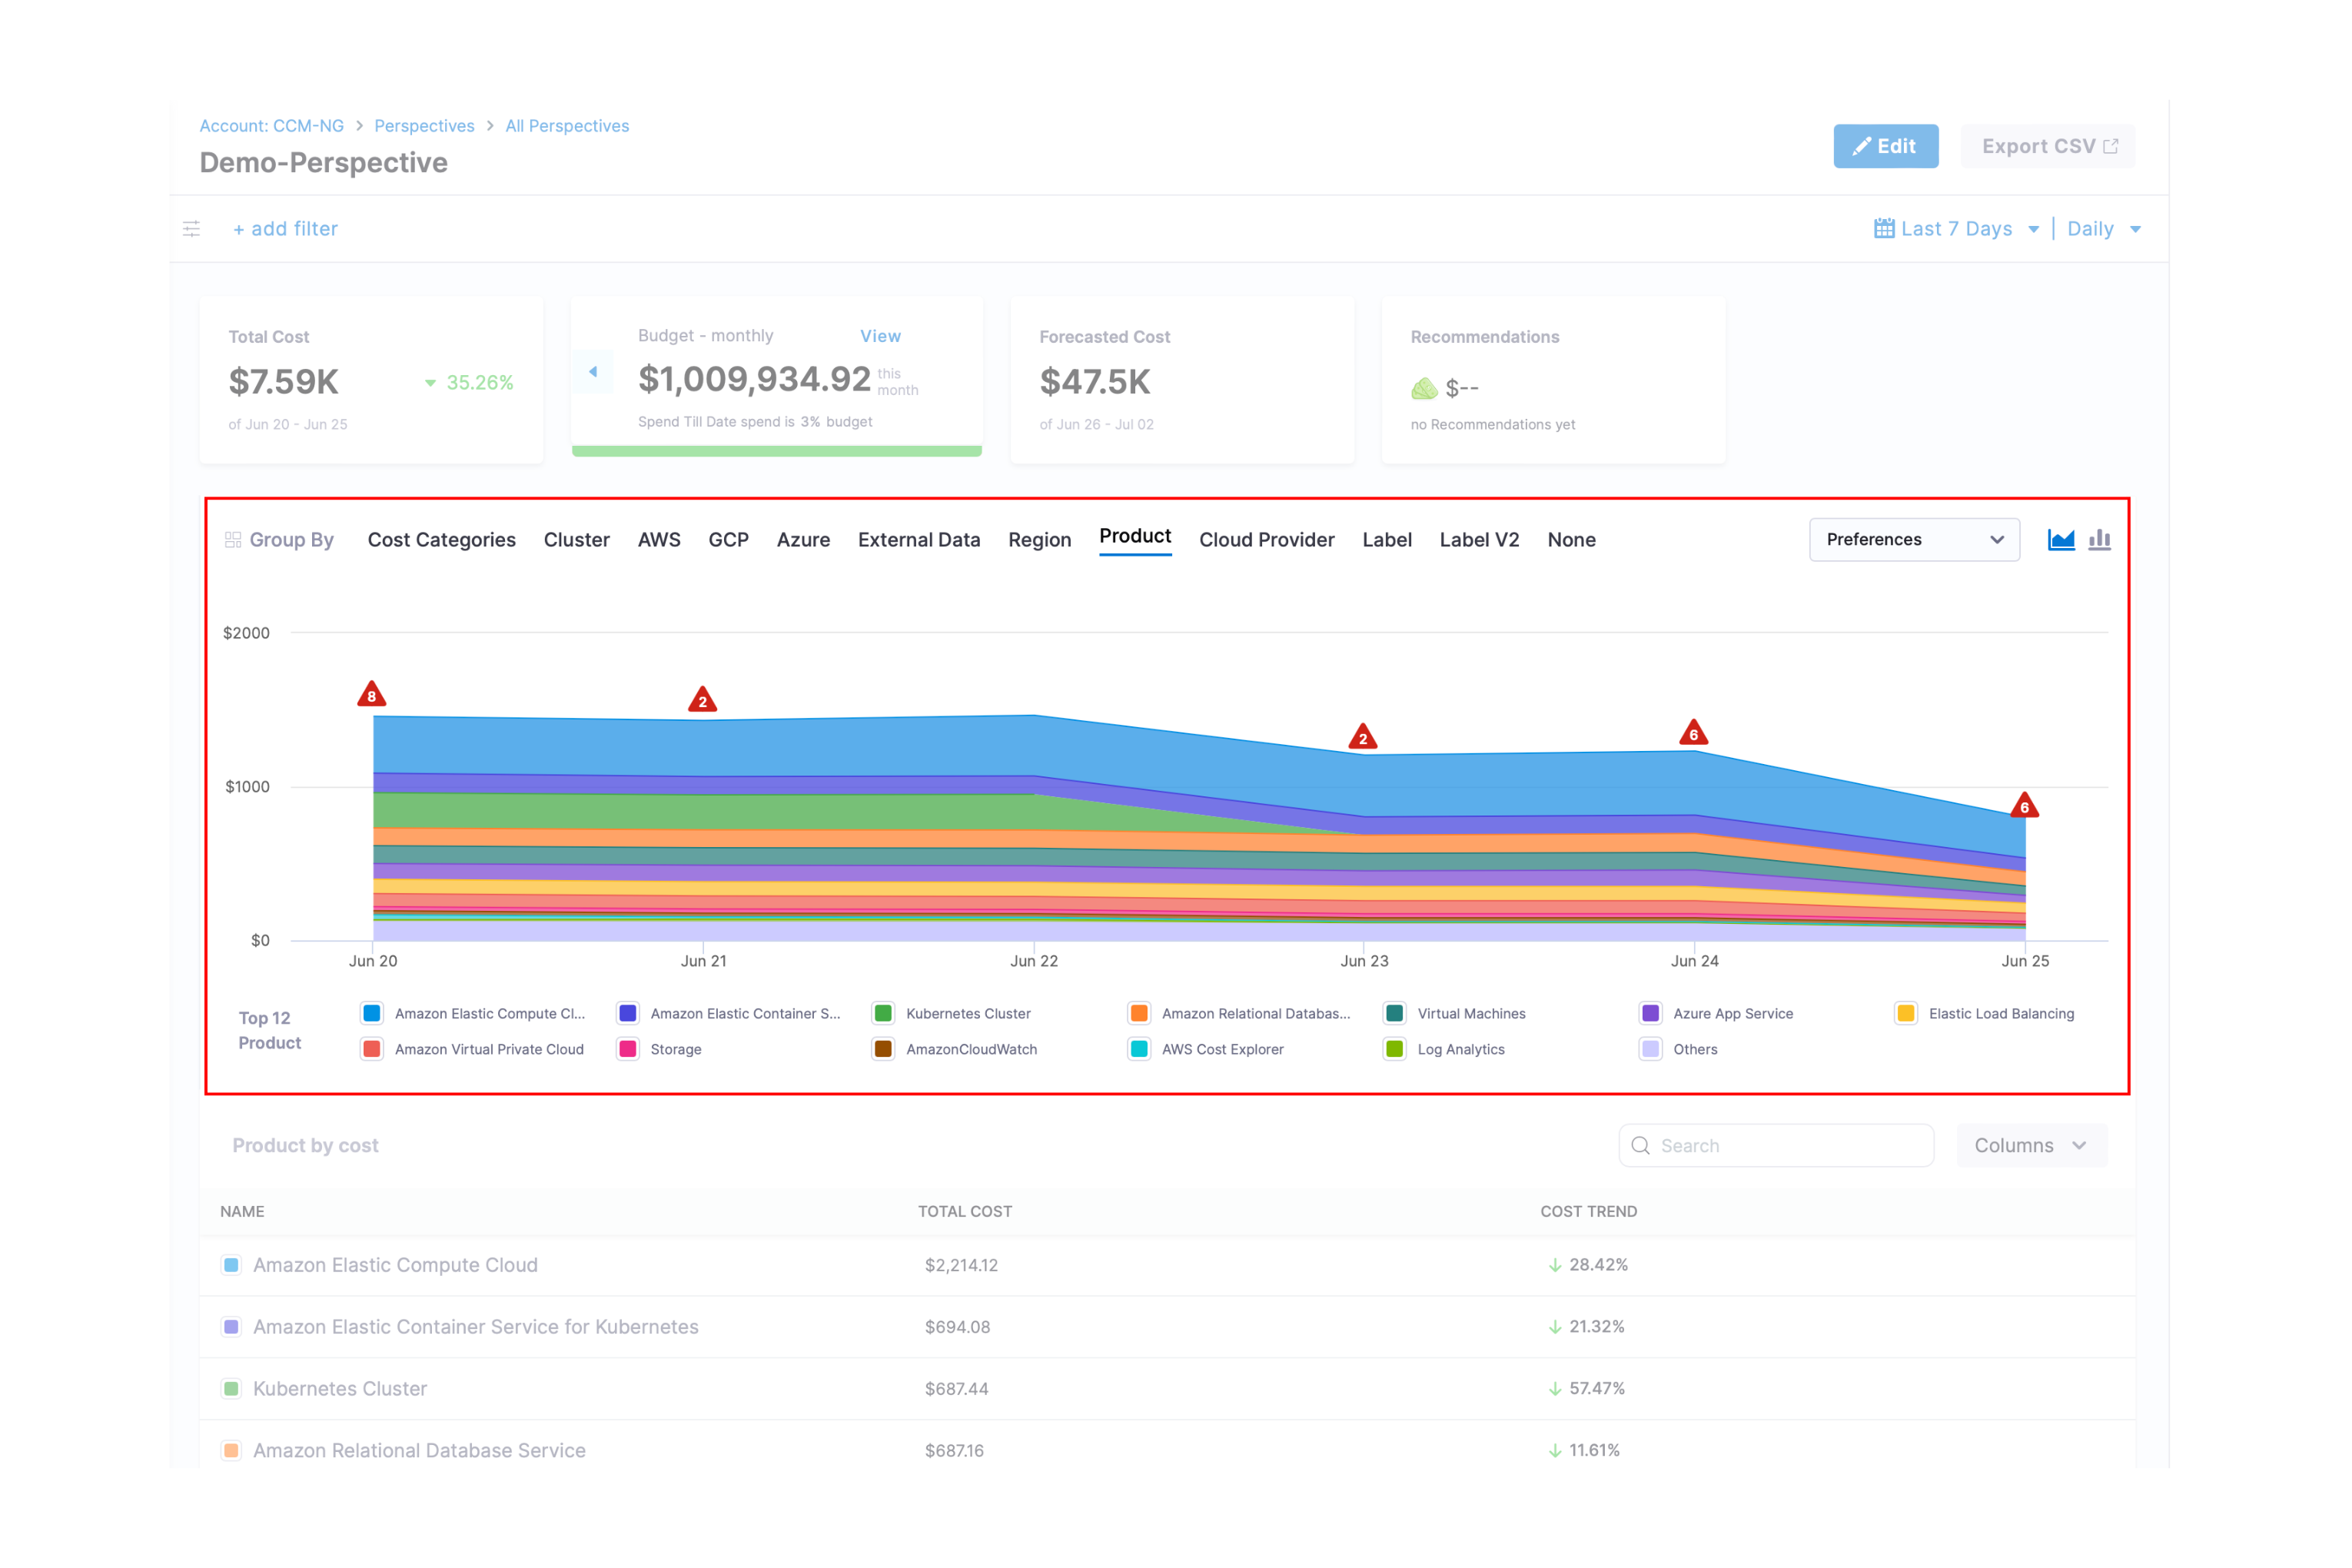 Account: CCM-NG > Perspectives > All Perspectives
Demo-Perspective
Edit
Export CSV
+ add filter
Last 7 Days | Daily
Total Cost
$7.59K 35.26%
of Jun 20 - Jun 25
Budget - monthly View
$1,009,934.92 this month
Spend Till Date spend is 3% budget
Forecasted Cost
$47.5K
of Jun 26 - Jul 02
Recommendations
$--
no Recommendations yet
Group By Cost Categories Cluster AWS GCP Azure External Data Region Product Cloud Provider Label Label V2 None Preferences
$2000
8 2 2 6 6
$1000
$0
Jun 20 Jun 21 Jun 22 Jun 23 Jun 24 Jun 25
Top 12
Product
Amazon Elastic Compute Cl... Amazon Elastic Container S... Kubernetes Cluster Amazon Relational Databas... Virtual Machines Azure App Service Elastic Load Balancing
Amazon Virtual Private Cloud Storage AmazonCloudWatch AWS Cost Explorer Log Analytics Others
Product by cost Search Columns
NAME TOTAL COST COST TREND
Amazon Elastic Compute Cloud $2,214.12 28.42%
Amazon Elastic Container Service for Kubernetes $694.08 21.32%
Kubernetes Cluster $687.44 57.47%
Amazon Relational Database Service $687.16 11.61%